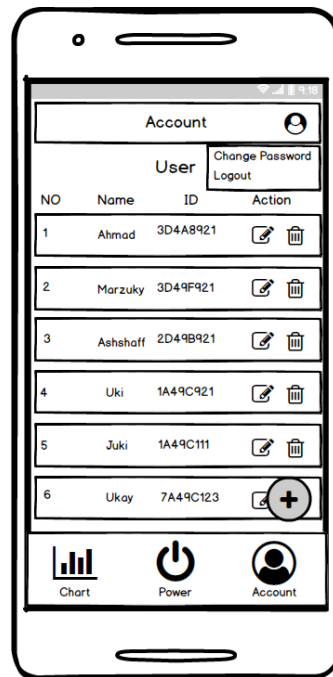 9:18
Account
Change Password
User
Logout
NO Name ID Action
1 Ahmad 3D4A8921
2 Marzuky 3D49F921
3 Ashshaff 2D49B921
4 Uki 1A49C921
5 Juki 1A49C111
6 Ukay 7A49C123
Chart Power Account